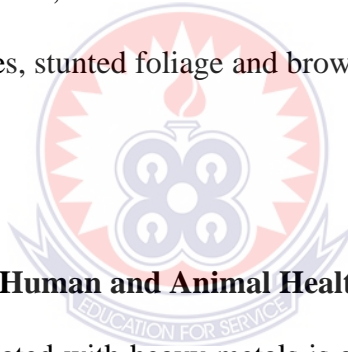 es, stunted foliage and brow
Human and Animal Healt
EDUCATION FOR SERVICE
ated with heavy metals is a